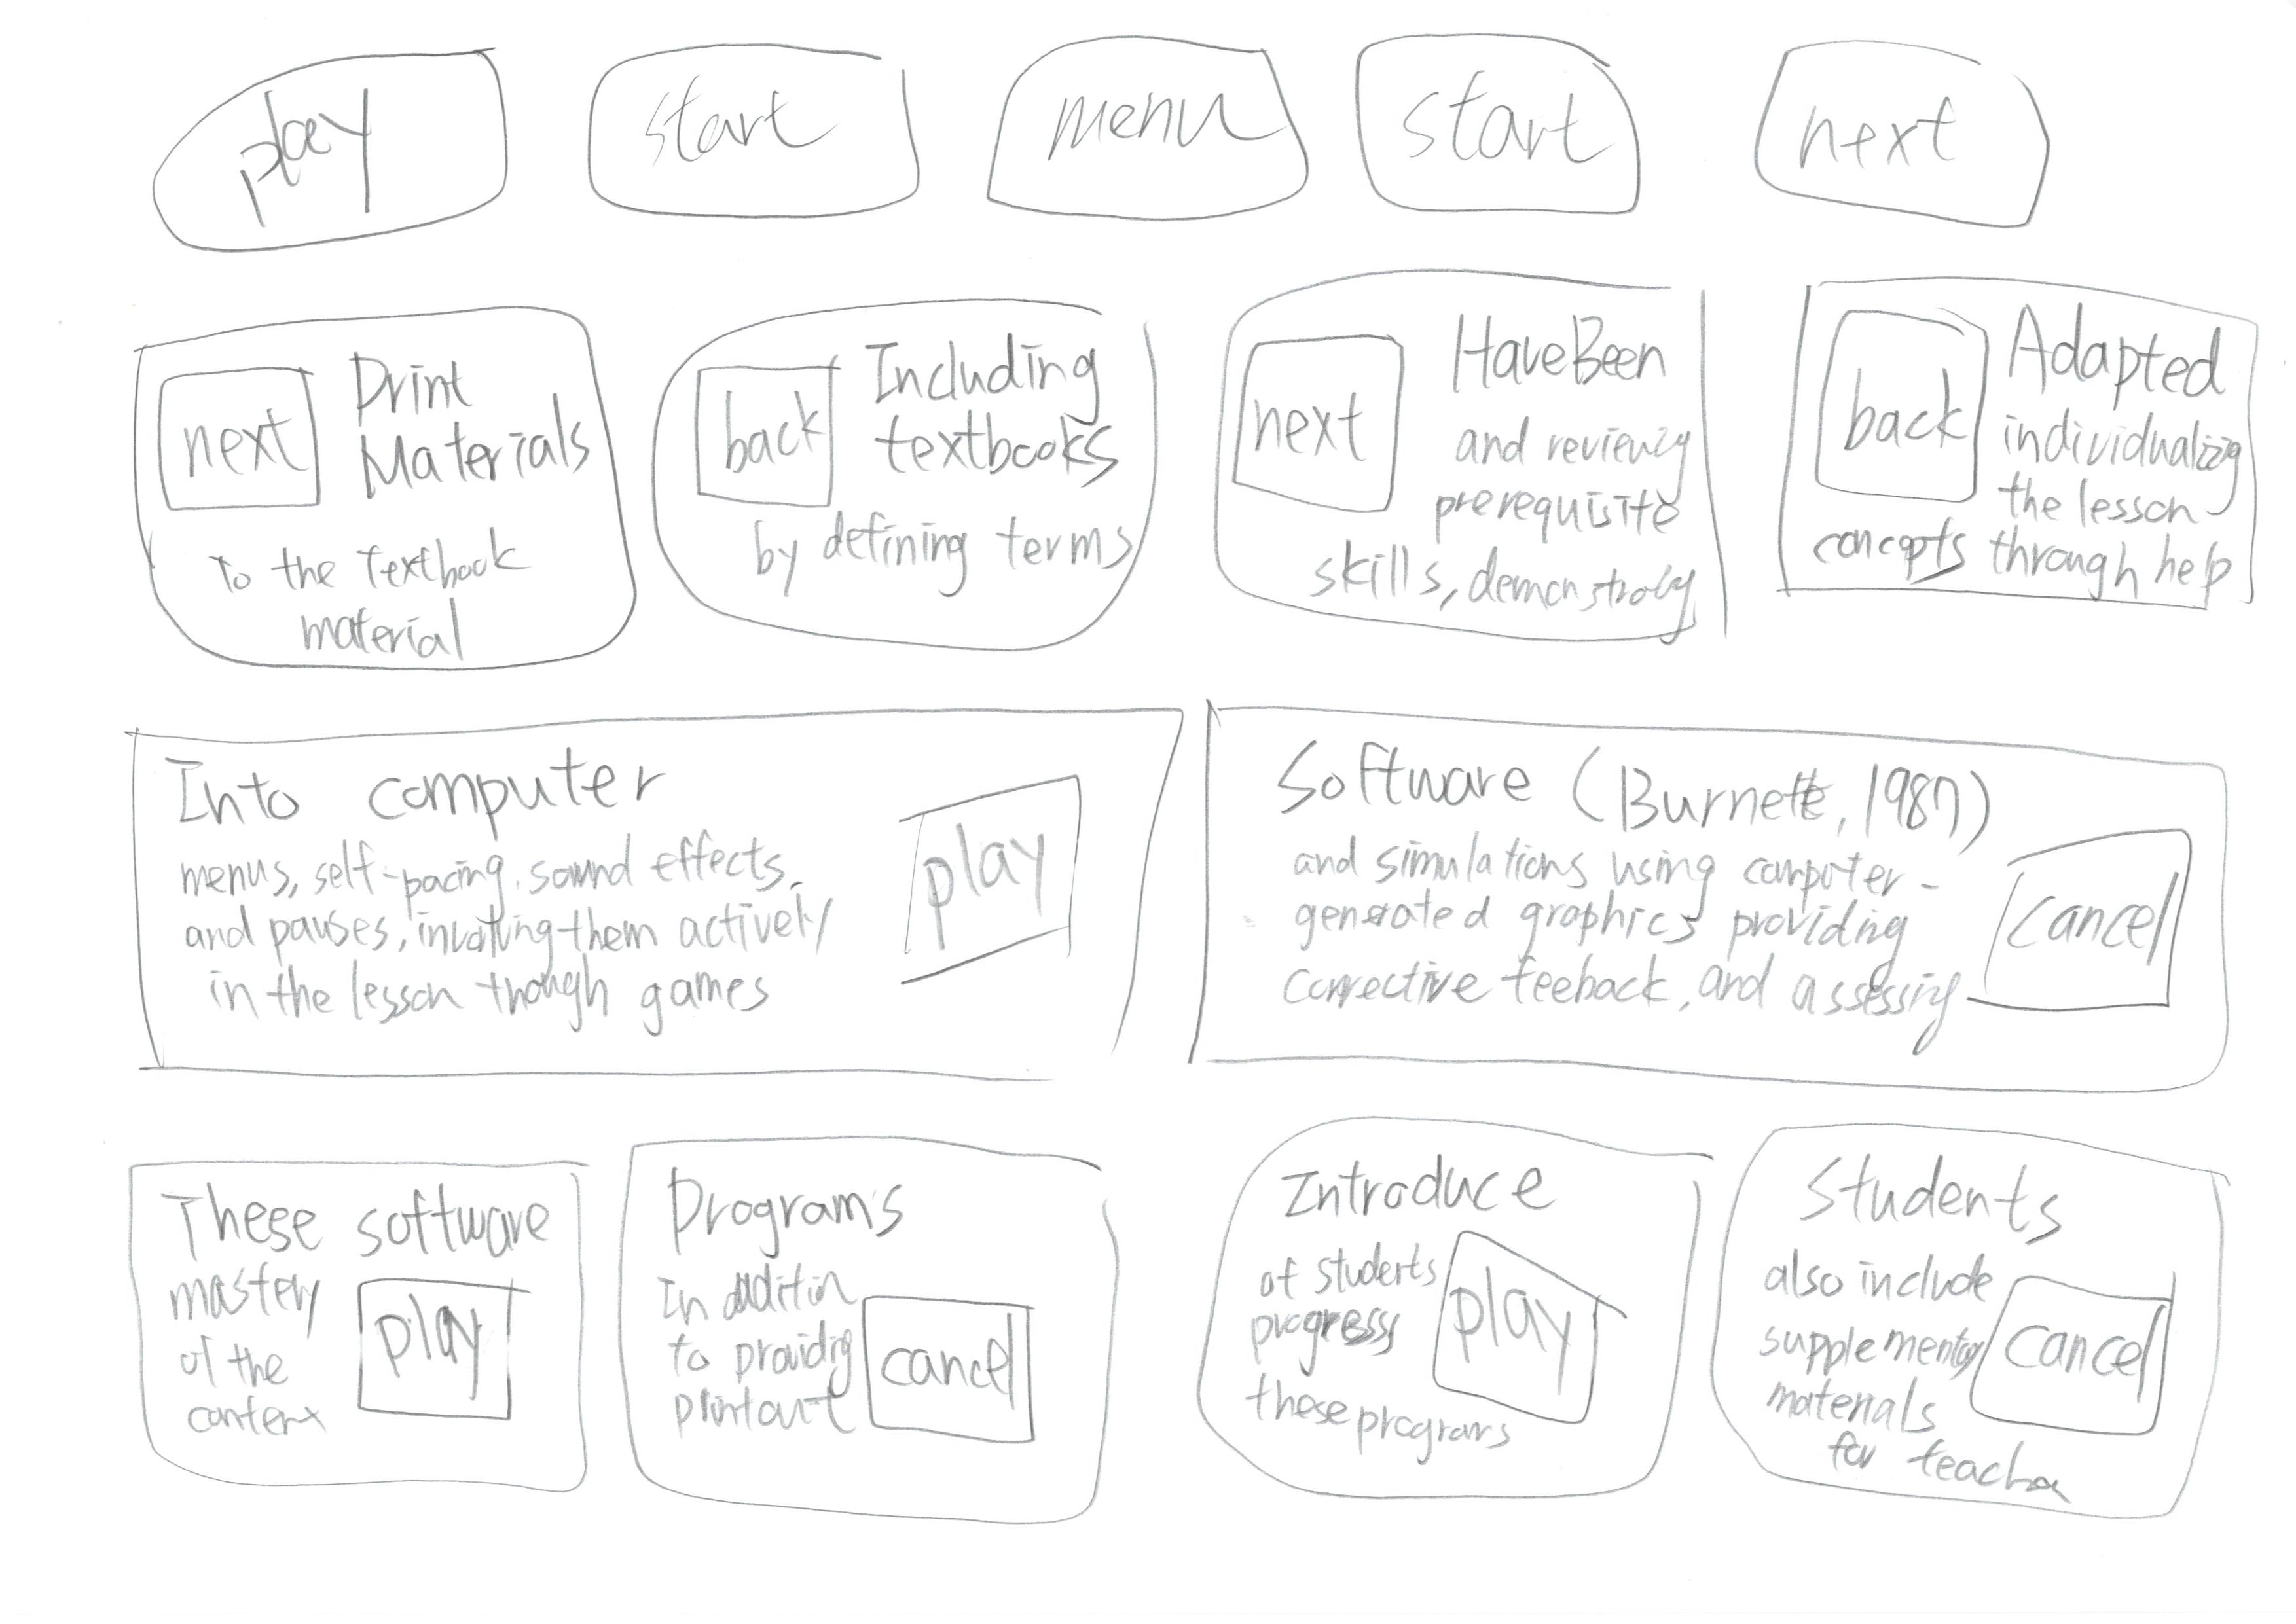 play
start
menu
start
next
next
Print
Materials
To the Textbook
material
back
Including
textbooks
by defining terms
next
HaveBeen
and reviewing
prerequisite
skills, demonstrating
back
Adapted
individualizing
the lesson
concepts through help
Into computer
menus, self-pacing, sound effects,
and pauses, involving them actively
in the lesson though games
play
Software (Burnette, 1987)
and simulations using computer-
generated graphics providing
corrective feeback, and assessing
cancel
These software
mastery
of the
content
play
Programs
In addition
to providing
printout
cancel
Introduce
of students
progress
these programs
play
Students
also include
supplementary
materials
for teacher
cancel